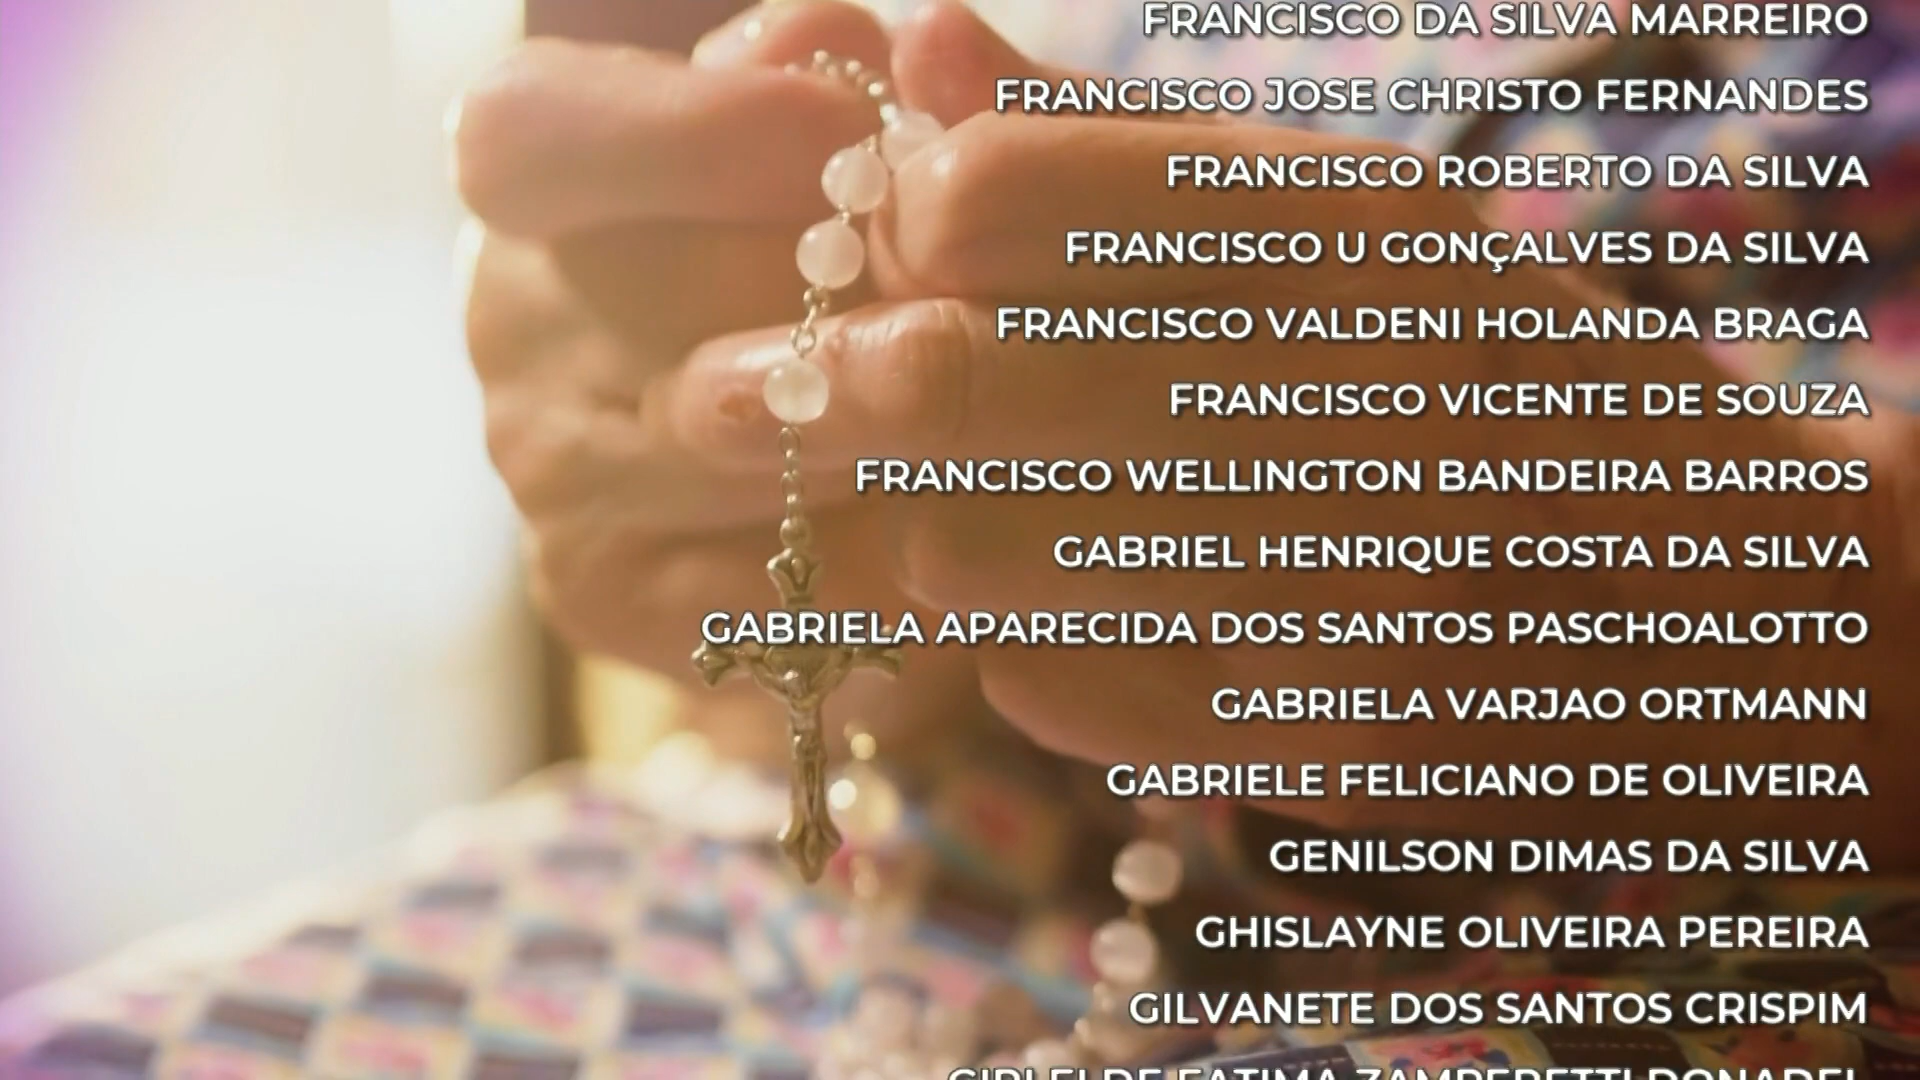 FRANCISCO DA SILVA MARREIRO
FRANCISCO JOSE CHRISTO FERNANDES
FRANCISCO ROBERTO DA SILVA
FRANCISCO U GONÇALVES DA SILVA
FRANCISCO VALDENI HOLANDA BRAGA
FRANCISCO VICENTE DE SOUZA
FRANCISCO WELLINGTON BANDEIRA BARROS
GABRIEL HENRIQUE COSTA DA SILVA
GABRIELA APARECIDA DOS SANTOS PASCHOALOTTO
GABRIELA VARJAO ORTMANN
GABRIELE FELICIANO DE OLIVEIRA
GENILSON DIMAS DA SILVA
GHISLAYNE OLIVEIRA PEREIRA
GILVANETE DOS SANTOS CRISPIM
DE FATIMA